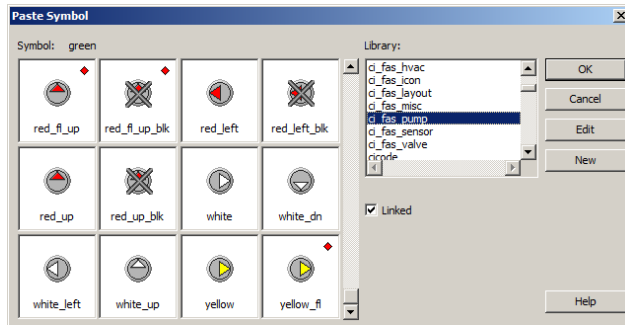 Paste Symbol
Symbol: green
Library:
red_fl_up red_fl_up_blk red_left red_left_blk
red_up red_up_blk white white_dn
white_left white_up yellow yellow_fl
ci_fas_hvac
ci_fas_icon
ci_fas_layout
ci_fas_misc
ci_fas_pump
ci_fas_sensor
ci_fas_valve
cicode
OK
Cancel
Edit
New
Linked
Help